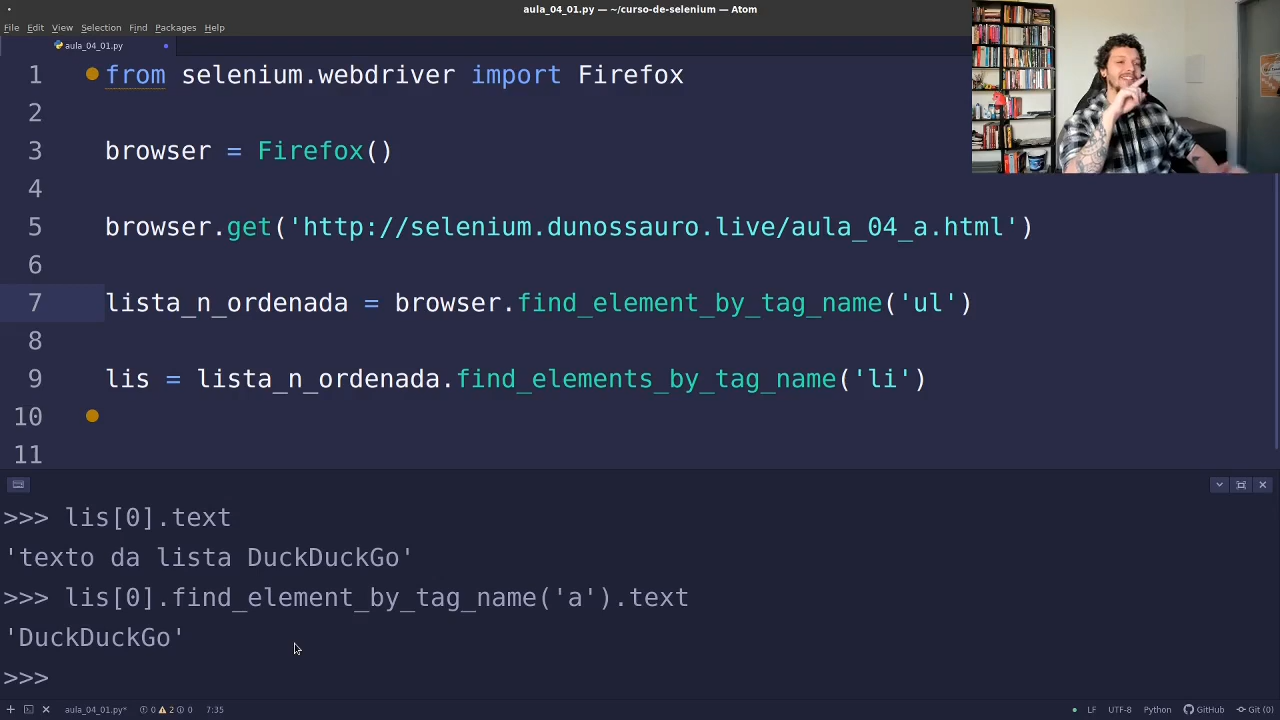 aula_04_01.py — ~/curso-de-selenium — Atom
File Edit View Selection Find Packages Help
aula_04_01.py
1 from selenium.webdriver import Firefox
2
3 browser = Firefox()
4
5 browser.get('http://selenium.dunossauro.live/aula_04_a.html')
6
7 lista_n_ordenada = browser.find_element_by_tag_name('ul')
8
9 lis = lista_n_ordenada.find_elements_by_tag_name('li')
10
11
>>> lis[0].text
'texto da lista DuckDuckGo'
>>> lis[0].find_element_by_tag_name('a').text
'DuckDuckGo'
>>>
aula_04_01.py* 0 2 0 7:35 LF UTF-8 Python GitHub Git (0)